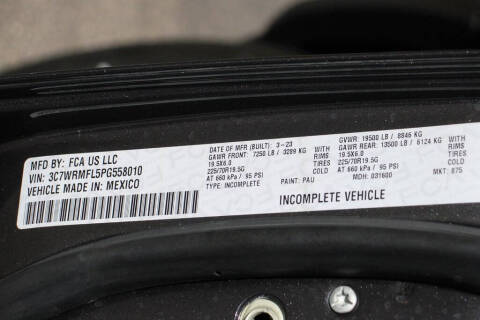 MFD BY: FCA US LLC
VIN: 3C7WRMFL5PG558010
VEHICLE MADE IN: MEXICO
DATE OF MFR (BUILT): 3-23
GAWR FRONT: 7250 LB / 3289 KG WITH
19.5X6.0 RIMS
225/70R19.5G TIRES
AT 660 kPa / 95 PSI COLD
TYPE: INCOMPLETE
PAINT: PAU
GVWR: 19500 LB / 8845 KG
GAWR REAR: 13500 LB / 6124 KG WITH
19.5X6.0 RIMS
225/70R19.5G TIRES
AT 660 kPa / 95 PSI COLD
MDH: 031600 MKT: 875
INCOMPLETE VEHICLE